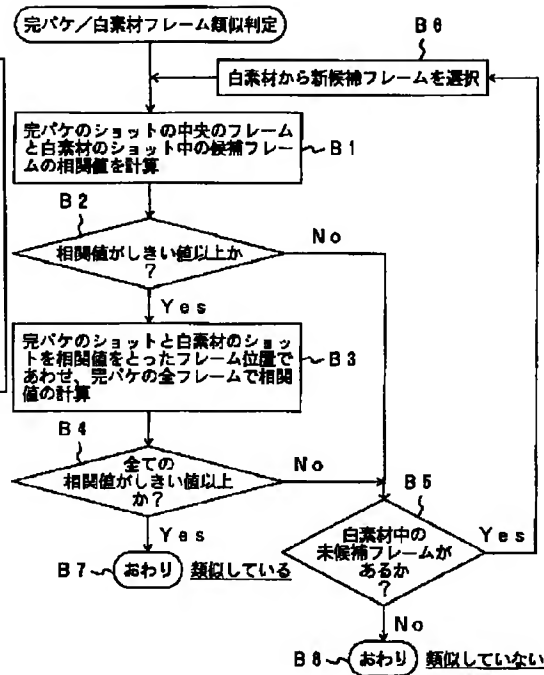 完パケ／白素材フレーム類似判定
B6
白素材から新候補フレームを選択
完パケのショットの中央のフレーム
と白素材のショット中の候補フレー
ムの相関値を計算
B1
B2
相関値がしきい値以上か
?
No
Yes
完パケのショットと白素材のショッ
トを相関値をとったフレーム位置で
あわせ、完パケの全フレームで相関
値の計算
B3
B4
全ての
相関値がしきい値以上
か?
No
Yes
B5
白素材中の
未候補フレームが
あるか
?
Yes
No
B7
おわり
類似している
B8
おわり
類似していない